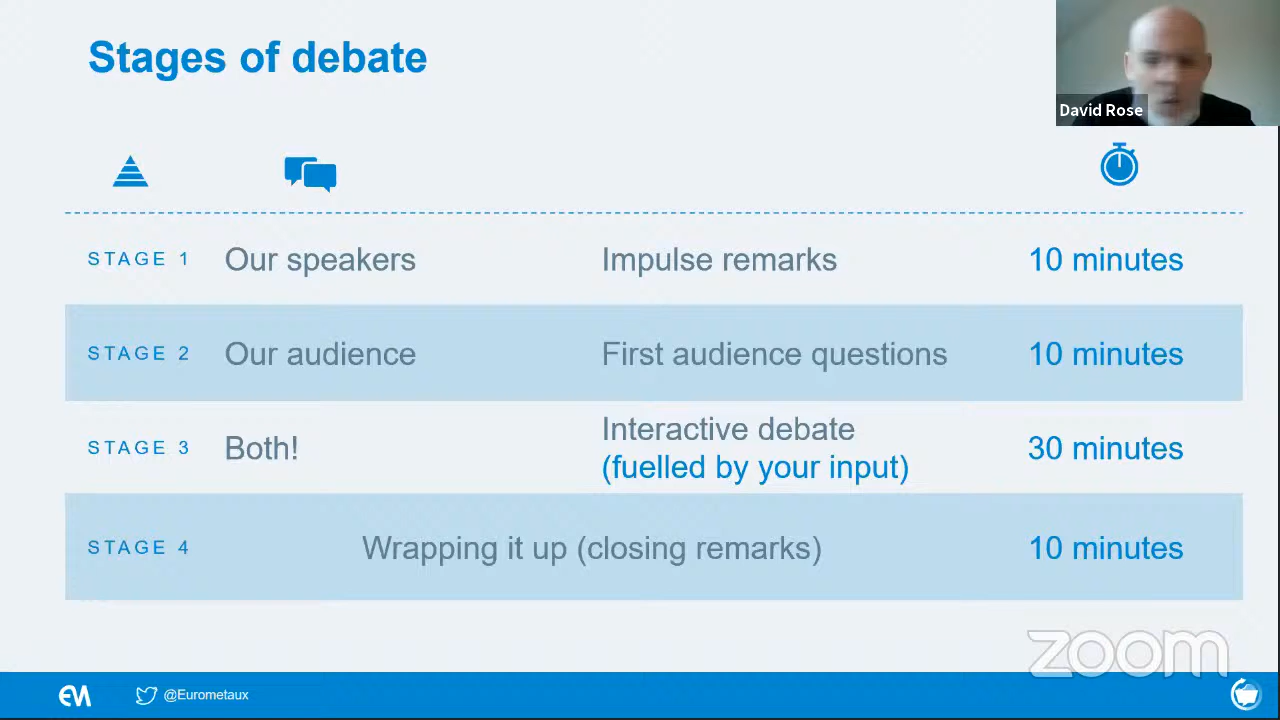 Stages of debate
David Rose
STAGE 1 Our speakers Impulse remarks 10 minutes
STAGE 2 Our audience First audience questions 10 minutes
STAGE 3 Both! Interactive debate 30 minutes
(fuelled by your input)
STAGE 4 Wrapping it up (closing remarks) 10 minutes
zoom
EM @Eurometaux